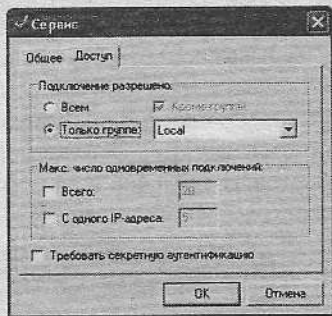 Сервис
Общее Доступ
Подключение разрешено:
Всем Кроме группы
Только группе: Local
Макс. число одновременных подключений:
Всего: 20
С одного IP-адреса: 5
Требовать секретную аутентификацию
OK Отмена